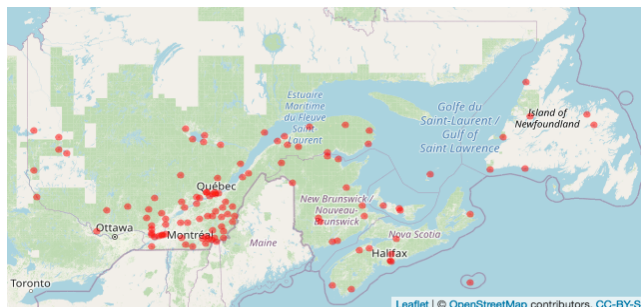 Estuaire
Maritime
du Fleuve
Saint
Laurent
Golfe du
Saint-Laurent /
Gulf of
Saint Lawrence
Island of
Newfoundland
Québec
New Brunswick /
Nouveau-
Brunswick
Ottawa
Montréal
Maine
Nova Scotia
Halifax
Toronto
Leaflet | © OpenStreetMap contributors, CC-BY-S